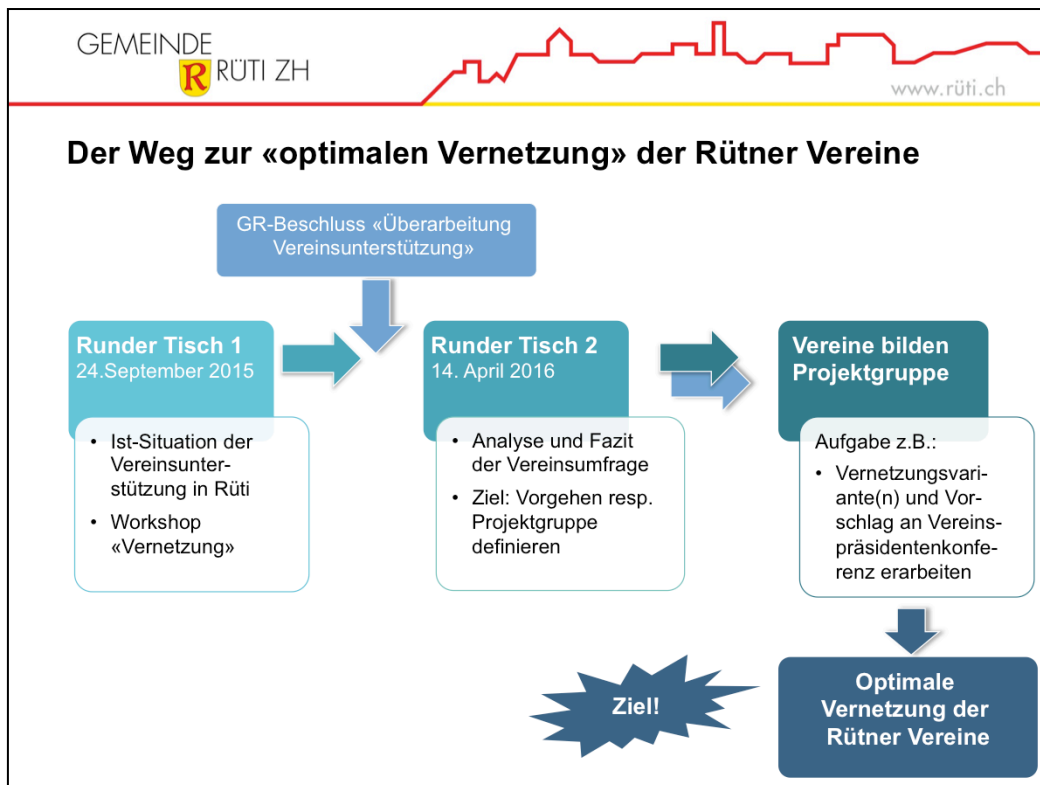 GEMEINDE
R RÜTI ZH
www.rüti.ch
Der Weg zur «optimalen Vernetzung» der Rütner Vereine
GR-Beschluss «Überarbeitung
Vereinsunterstützung»
Runder Tisch 1
24.September 2015
• Ist-Situation der
Vereinsunter-
stützung in Rüti
• Workshop
«Vernetzung»
Runder Tisch 2
14. April 2016
• Analyse und Fazit
der Vereinsumfrage
• Ziel: Vorgehen resp.
Projektgruppe
definieren
Vereine bilden
Projektgruppe
Aufgabe z.B.:
• Vernetzungsvari-
ante(n) und Vor-
schlag an Vereins-
präsidentenkonfe-
renz erarbeiten
Ziel!
Optimale
Vernetzung der
Rütner Vereine